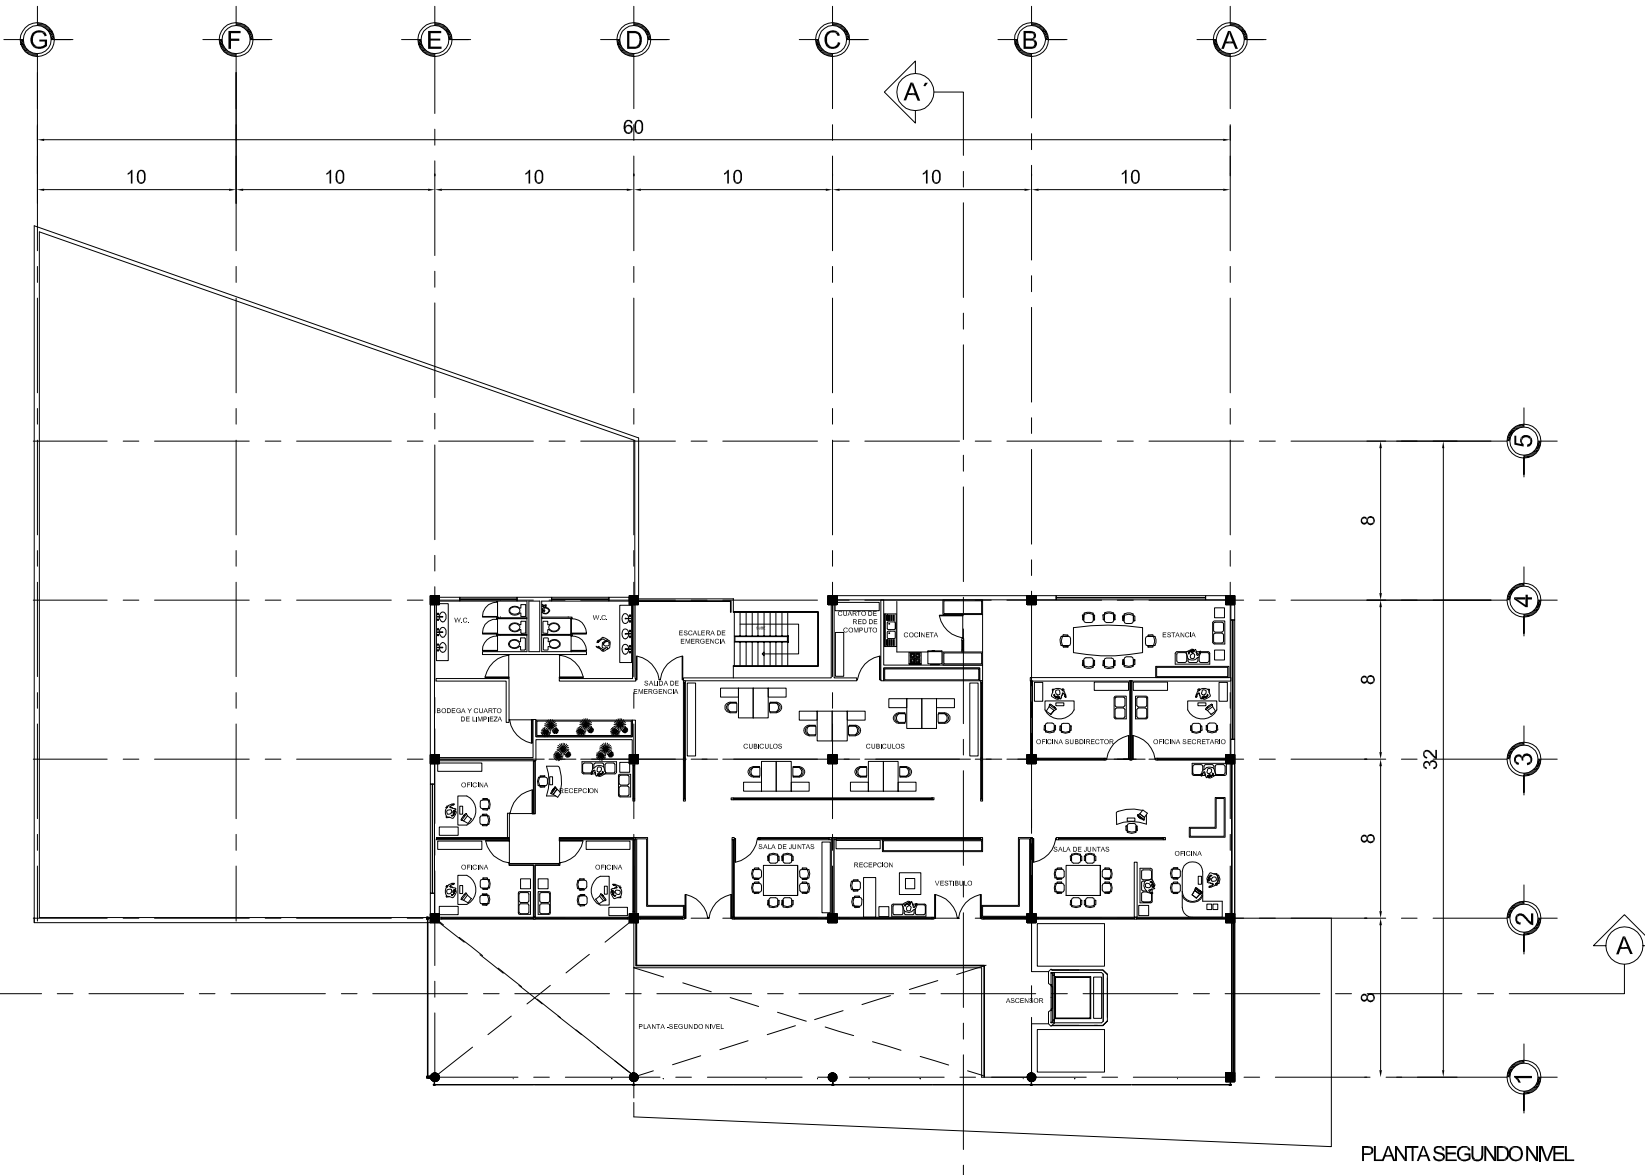 G F E D C B A
A´
60
10 10 10 10 10 10
5
8
4
W.C.
W.C.
ESCALERA DE
EMERGENCIA
CUARTO DE
RED DE
COMPUTO
COCINETA
ESTANCIA
8
SALIDA DE
EMERGENCIA
BODEGA Y CUARTO
DE LIMPIEZA
CUBICULOS
CUBICULOS
OFICINA SUBDIRECTOR
OFICINA SECRETARIO
3
32
OFICINA
RECEPCION
8
OFICINA
OFICINA
SALA DE JUNTAS
RECEPCION
VESTIBULO
SALA DE JUNTAS
OFICINA
2
A
8
ASCENSOR
PLANTA -SEGUNDO NIVEL
1
PLANTA SEGUNDO NIVEL